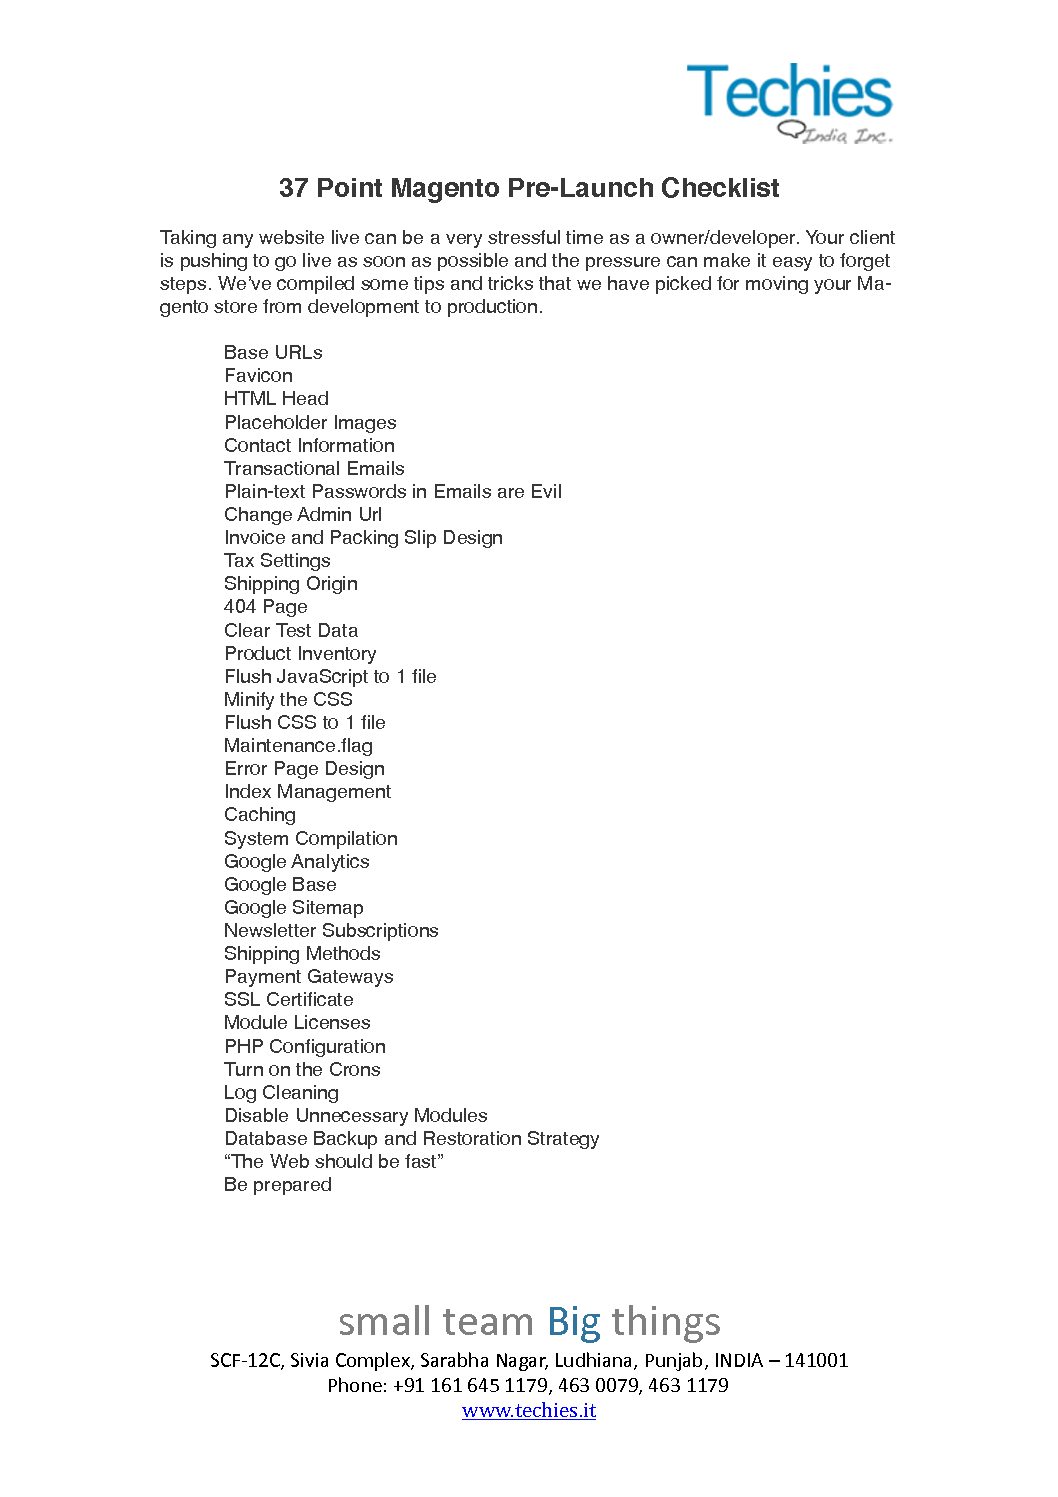 Techies
India Inc.
37 Point Magento Pre-Launch Checklist
Taking any website live can be a very stressful time as a owner/developer. Your client
is pushing to go live as soon as possible and the pressure can make it easy to forget
steps. We’ve compiled some tips and tricks that we have picked for moving your Ma-
gento store from development to production.
Base URLs
Favicon
HTML Head
Placeholder Images
Contact Information
Transactional Emails
Plain-text Passwords in Emails are Evil
Change Admin Url
Invoice and Packing Slip Design
Tax Settings
Shipping Origin
404 Page
Clear Test Data
Product Inventory
Flush JavaScript to 1 file
Minify the CSS
Flush CSS to 1 file
Maintenance.flag
Error Page Design
Index Management
Caching
System Compilation
Google Analytics
Google Base
Google Sitemap
Newsletter Subscriptions
Shipping Methods
Payment Gateways
SSL Certificate
Module Licenses
PHP Configuration
Turn on the Crons
Log Cleaning
Disable Unnecessary Modules
Database Backup and Restoration Strategy
“The Web should be fast”
Be prepared
small team Big things
SCF-12C, Sivia Complex, Sarabha Nagar, Ludhiana, Punjab, INDIA – 141001
Phone: +91 161 645 1179, 463 0079, 463 1179
www.techies.it